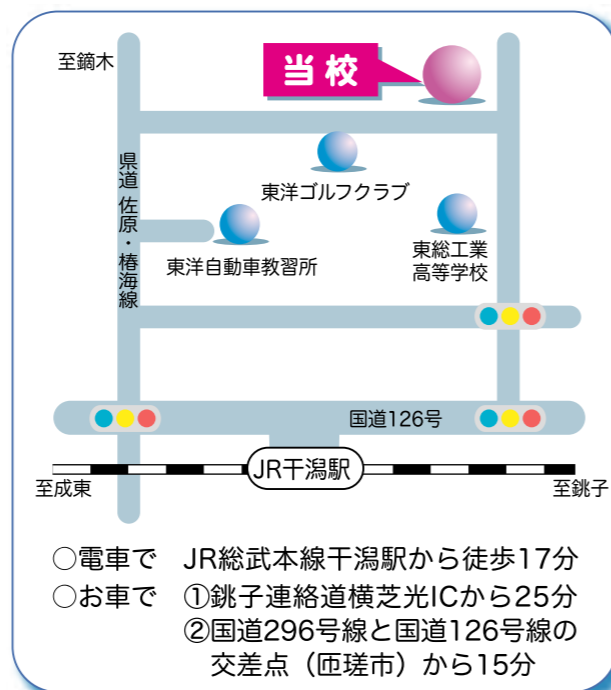 至鏑木
当校
県道 佐原・椿海線
東洋ゴルフクラブ
東洋自動車教習所
東総工業
高等学校
国道126号
JR干潟駅
至成東
至銚子
○電車で　JR総武本線干潟駅から徒歩17分
○お車で　①銚子連絡道横芝光ICから25分
②国道296号線と国道126号線の
交差点（匝瑳市）から15分